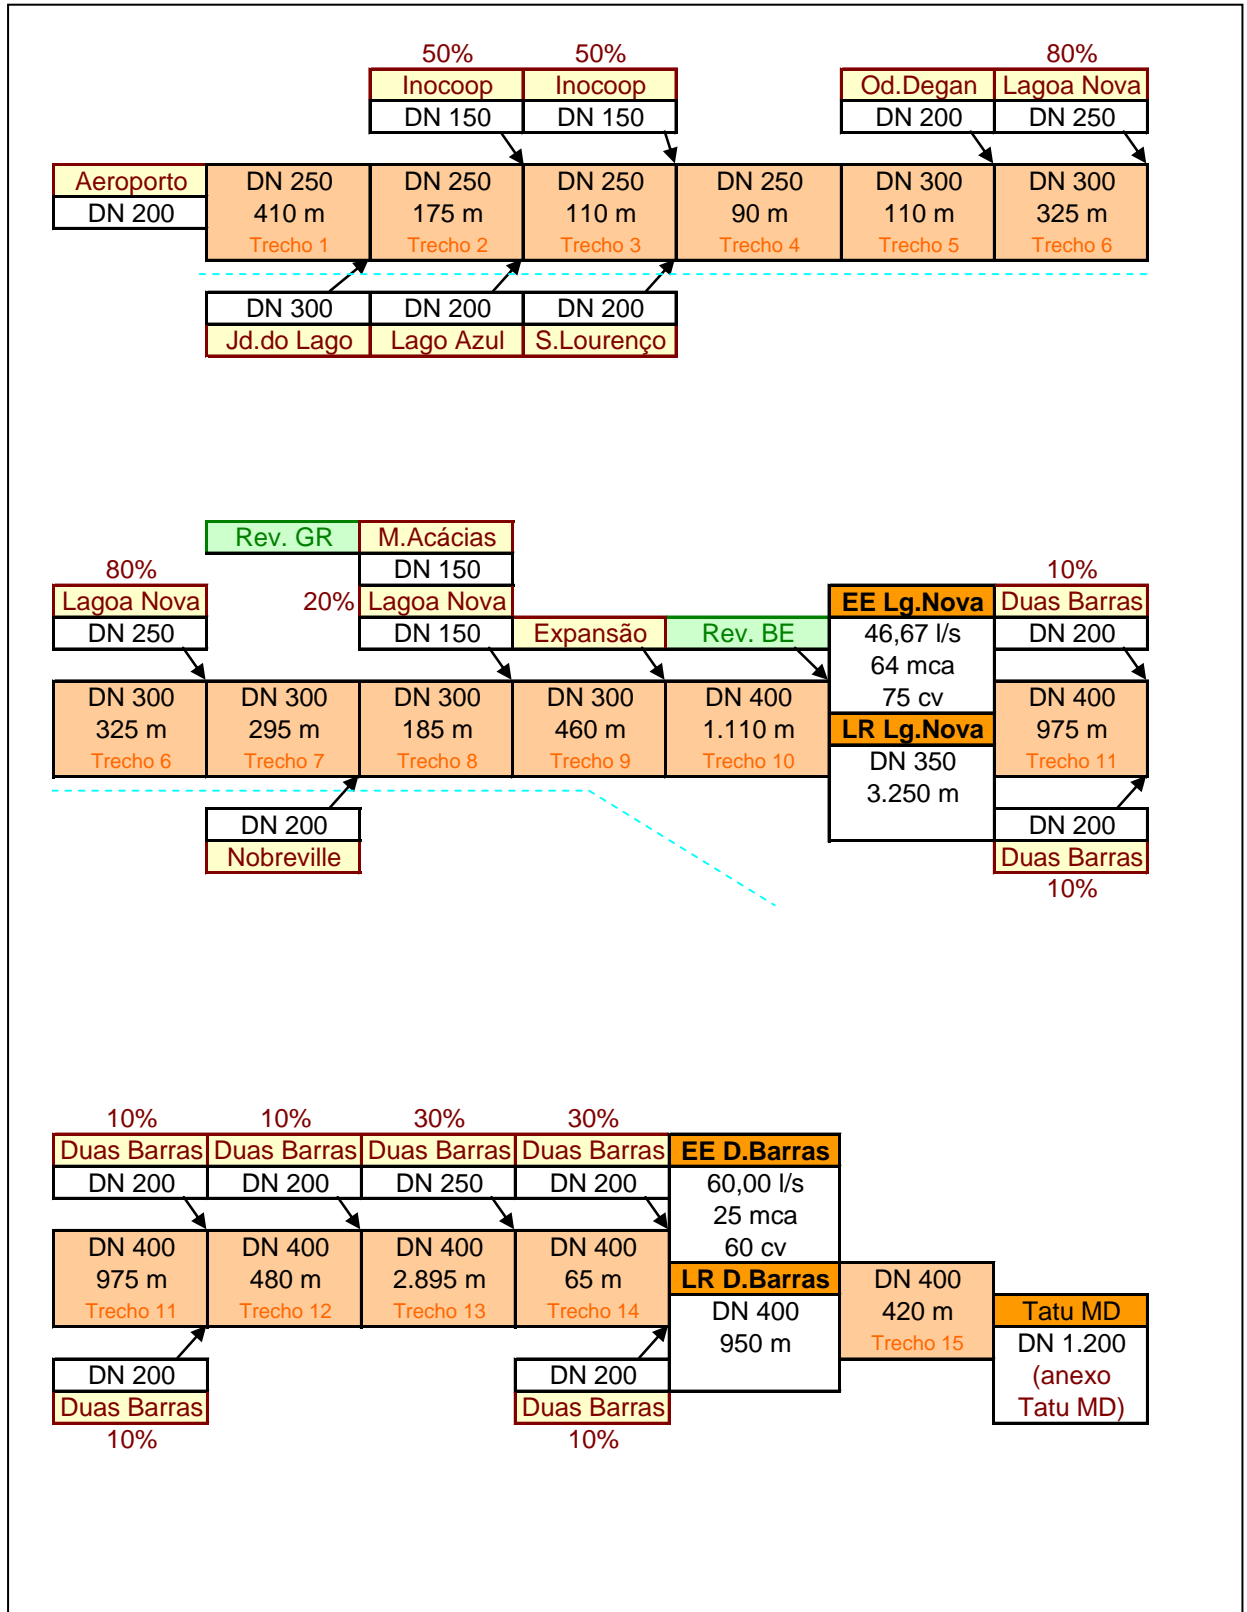 50% 50% 80%
Inocoop Inocoop Od.Degan Lagoa Nova
DN 150 DN 150 DN 200 DN 250
Aeroporto DN 250 DN 250 DN 250 DN 250 DN 300 DN 300
DN 200 410 m 175 m 110 m 90 m 110 m 325 m
Trecho 1 Trecho 2 Trecho 3 Trecho 4 Trecho 5 Trecho 6
DN 300 DN 200 DN 200
Jd.do Lago Lago Azul S.Lourenço
Rev. GR M.Acácias
80% DN 150 10%
Lagoa Nova 20% Lagoa Nova EE Lg.Nova Duas Barras
DN 250 DN 150 Expansão Rev. BE 46,67 l/s DN 200
64 mca
DN 300 DN 300 DN 300 DN 300 DN 400 75 cv DN 400
325 m 295 m 185 m 460 m 1.110 m LR Lg.Nova 975 m
Trecho 6 Trecho 7 Trecho 8 Trecho 9 Trecho 10 DN 350 Trecho 11
3.250 m
DN 200 DN 200
Nobreville Duas Barras
10%
10% 10% 30% 30%
Duas Barras Duas Barras Duas Barras Duas Barras EE D.Barras
DN 200 DN 200 DN 250 DN 200 60,00 l/s
25 mca
DN 400 DN 400 DN 400 DN 400 60 cv
975 m 480 m 2.895 m 65 m LR D.Barras DN 400
Trecho 11 Trecho 12 Trecho 13 Trecho 14 DN 400 420 m Tatu MD
950 m Trecho 15 DN 1.200
DN 200 DN 200 (anexo
Duas Barras Duas Barras Tatu MD)
10% 10%